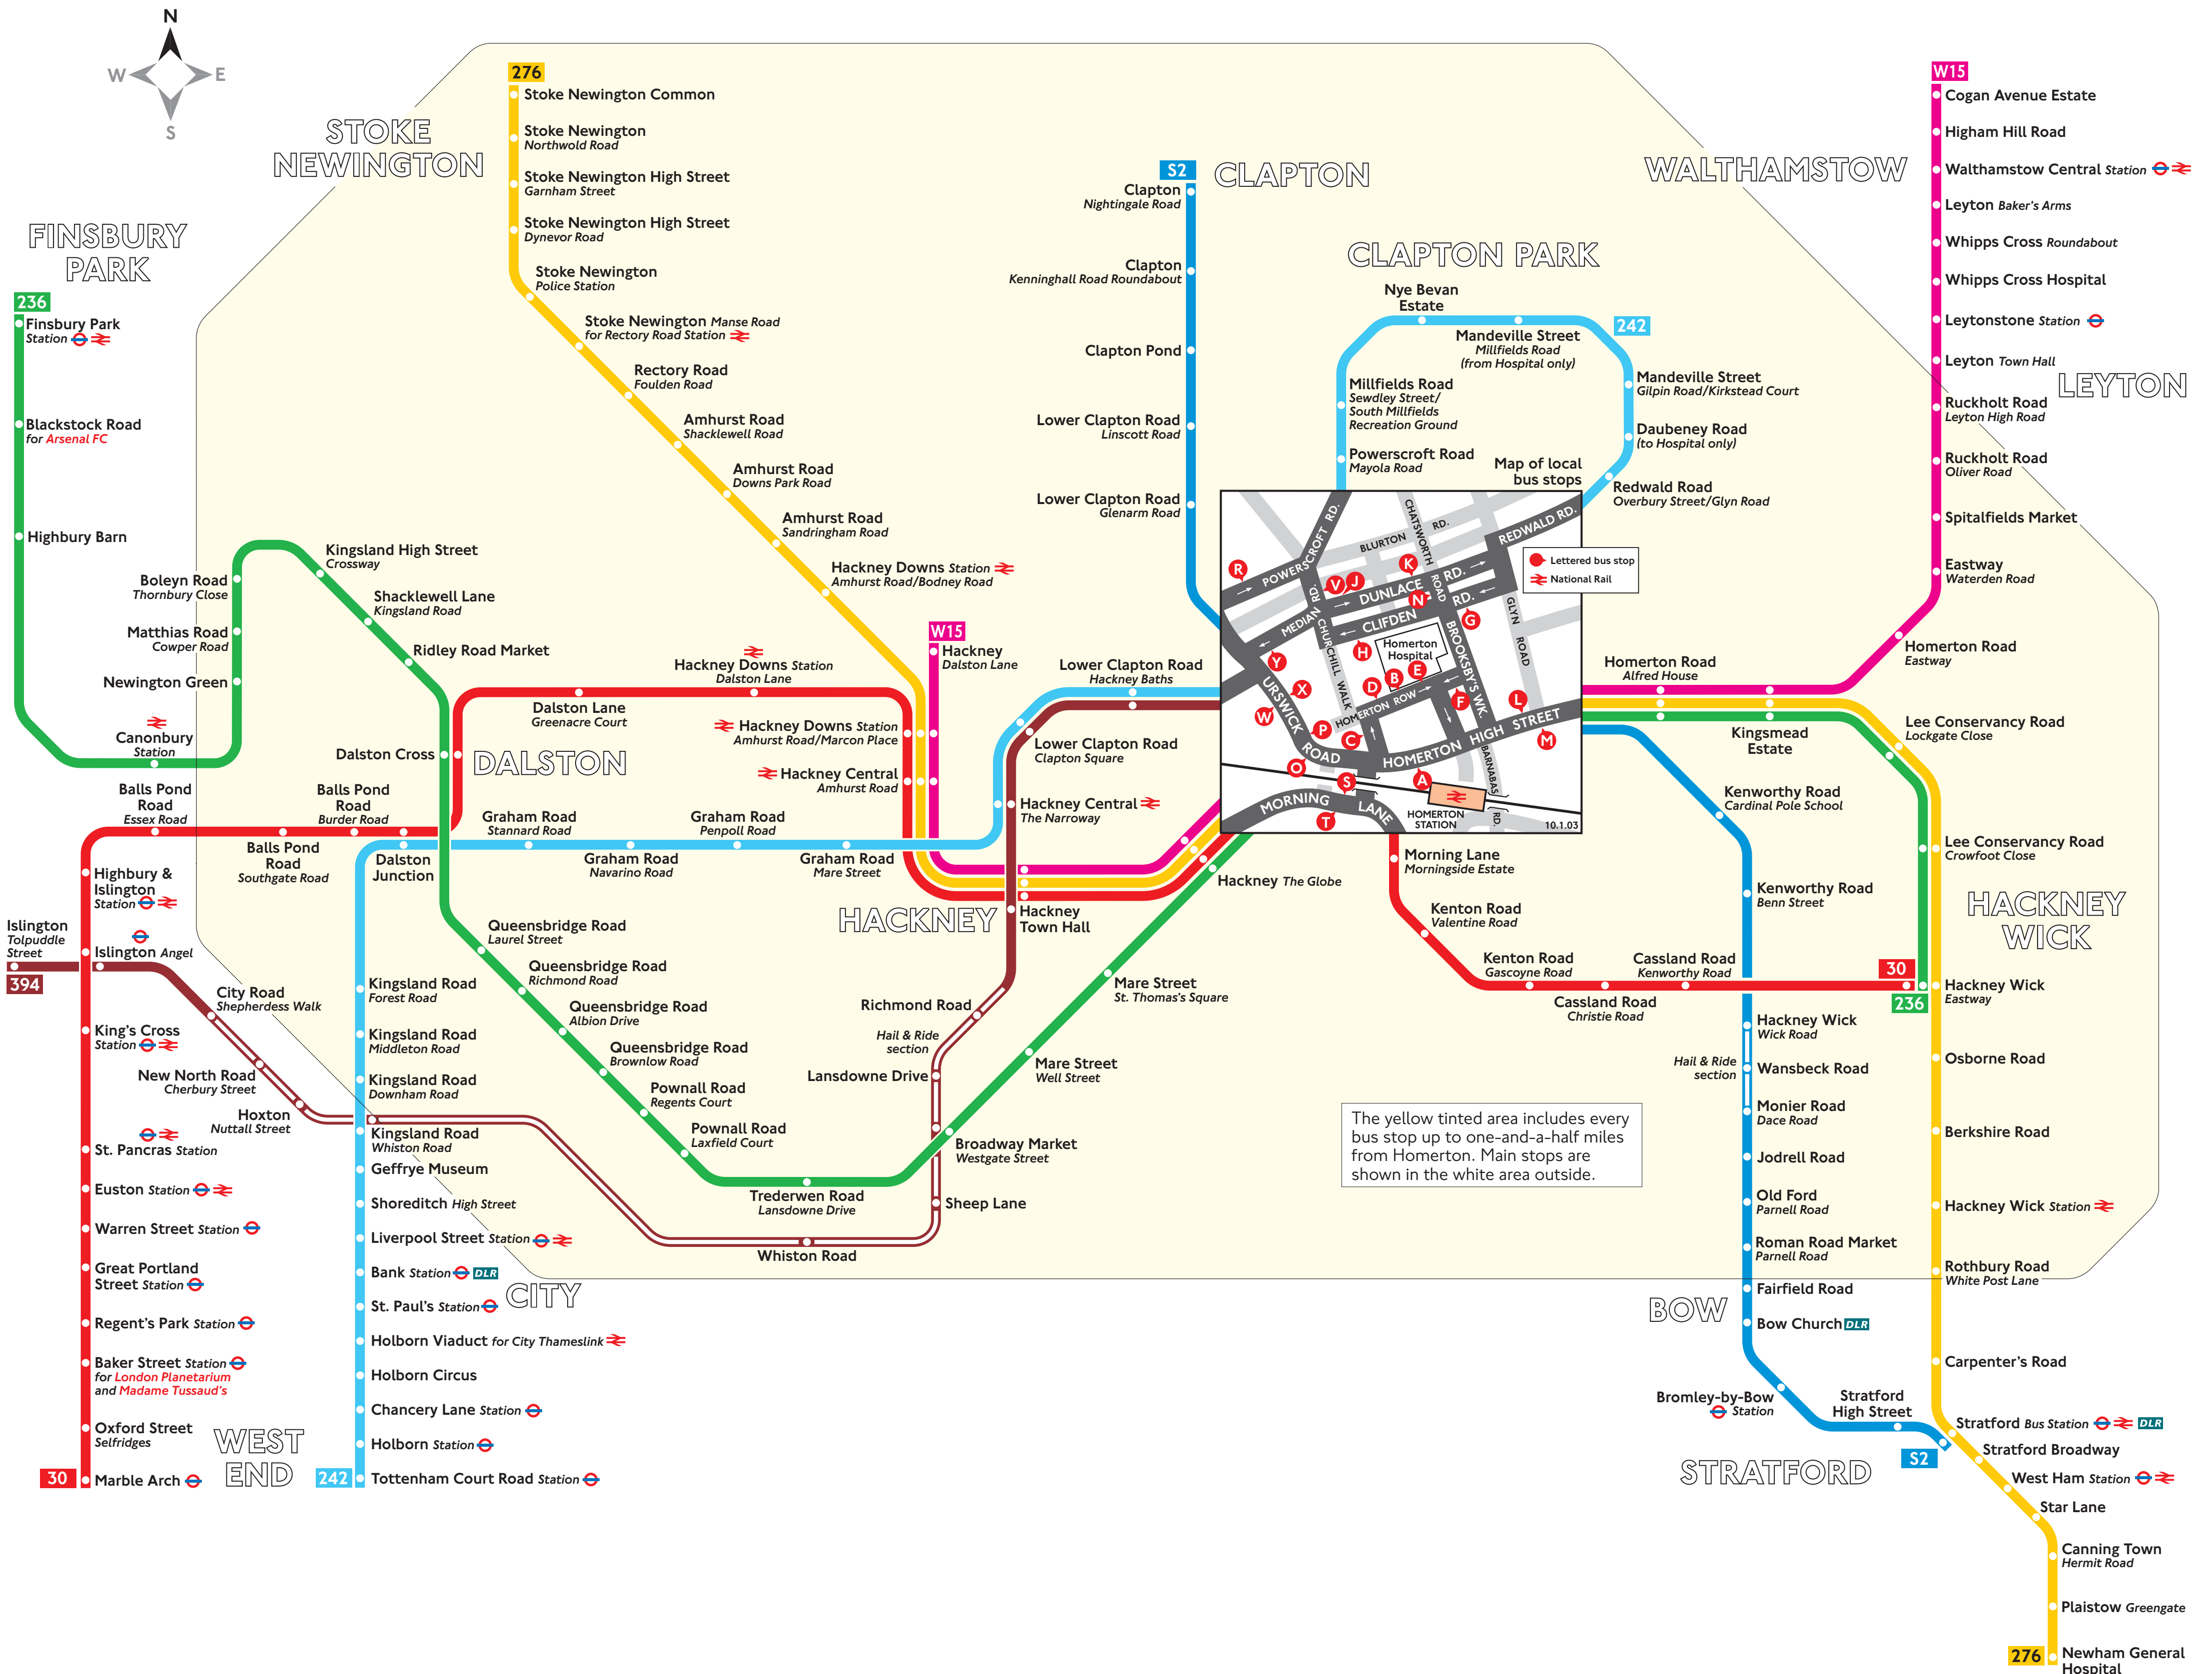 N
W
E
S
STOKE
NEWINGTON
FINSBURY
PARK
CLAPTON
CLAPTON PARK
WALTHAMSTOW
LEYTON
DALSTON
HACKNEY
HACKNEY
WICK
CITY
WEST
END
BOW
STRATFORD
236
Finsbury Park
Station
Blackstock Road
for Arsenal FC
Highbury Barn
Canonbury
Station
Newington Green
Matthias Road
Cowper Road
Boleyn Road
Thornbury Close
Kingsland High Street
Crossway
Shacklewell Lane
Kingsland Road
Ridley Road Market
Dalston Cross
Queensbridge Road
Laurel Street
Queensbridge Road
Richmond Road
Queensbridge Road
Albion Drive
Queensbridge Road
Brownlow Road
Pownall Road
Regents Court
Pownall Road
Laxfield Court
Trederwen Road
Lansdowne Drive
Broadway Market
Westgate Street
Mare Street
Well Street
Mare Street
St. Thomas's Square
Hackney The Globe
276
Stoke Newington Common
Stoke Newington
Northwold Road
Stoke Newington High Street
Garnham Street
Stoke Newington High Street
Dynevor Road
Stoke Newington
Police Station
Stoke Newington Manse Road
for Rectory Road Station
Rectory Road
Foulden Road
Amhurst Road
Shacklewell Road
Amhurst Road
Downs Park Road
Amhurst Road
Sandringham Road
Hackney Downs Station
Amhurst Road/Bodney Road
W15
Hackney
Dalston Lane
Hackney Downs Station
Dalston Lane
Dalston Lane
Greenacre Court
Hackney Downs Station
Amhurst Road/Marcon Place
Hackney Central
Amhurst Road
Balls Pond
Road
Essex Road
Balls Pond
Road
Burder Road
Balls Pond
Road
Southgate Road
Dalston
Junction
Graham Road
Stannard Road
Graham Road
Navarino Road
Graham Road
Penpoll Road
Graham Road
Mare Street
Hackney Central
The Narroway
Lower Clapton Road
Clapton Square
Lower Clapton Road
Hackney Baths
Hackney
Town Hall
Richmond Road
Hail & Ride
section
Lansdowne Drive
Sheep Lane
Whiston Road
Highbury &
Islington
Station
Islington
Tolpuddle
Street
394
Islington Angel
City Road
Shepherdess Walk
New North Road
Cherbury Street
Hoxton
Nuttall Street
King's Cross
Station
St. Pancras Station
Euston Station
Warren Street Station
Great Portland
Street Station
Regent's Park Station
Baker Street Station
for London Planetarium
and Madame Tussaud's
Oxford Street
Selfridges
30
Marble Arch
Kingsland Road
Forest Road
Kingsland Road
Middleton Road
Kingsland Road
Downham Road
Kingsland Road
Whiston Road
Geffrye Museum
Shoreditch High Street
Liverpool Street Station
Bank Station DLR
St. Paul's Station
Holborn Viaduct for City Thameslink
Holborn Circus
Chancery Lane Station
Holborn Station
242
Tottenham Court Road Station
S2
Clapton
Nightingale Road
Clapton
Kenninghall Road Roundabout
Clapton Pond
Lower Clapton Road
Linscott Road
Lower Clapton Road
Glenarm Road
Nye Bevan
Estate
242
Mandeville Street
Millfields Road
(from Hospital only)
Millfields Road
Sewdley Street/
South Millfields
Recreation Ground
Powerscroft Road
Mayola Road
Mandeville Street
Gilpin Road/Kirkstead Court
Daubeney Road
(to Hospital only)
Redwald Road
Overbury Street/Glyn Road
Map of local
bus stops
Lettered bus stop
National Rail
POWERSCROFT RD.
BLURTON RD.
CHATSWORTH ROAD
REDWALD RD.
DUNLACE RD.
CLIFDEN RD.
MEDIAN RD.
CHURCHILL WALK
BROOKSBY'S WK.
GLYN ROAD
Homerton
Hospital
HOMERTON ROW
URSWICK ROAD
HOMERTON HIGH STREET
BARNABAS RD.
MORNING LANE
HOMERTON
STATION
10.1.03
R
V
J
K
N
G
H
Y
X
W
D
B
E
F
L
M
P
C
O
S
A
T
W15
Cogan Avenue Estate
Higham Hill Road
Walthamstow Central Station
Leyton Baker's Arms
Whipps Cross Roundabout
Whipps Cross Hospital
Leytonstone Station
Leyton Town Hall
Ruckholt Road
Leyton High Road
Ruckholt Road
Oliver Road
Spitalfields Market
Eastway
Waterden Road
Homerton Road
Eastway
Homerton Road
Alfred House
Kingsmead
Estate
Lee Conservancy Road
Lockgate Close
Lee Conservancy Road
Crowfoot Close
Morning Lane
Morningside Estate
Kenton Road
Valentine Road
Kenton Road
Gascoyne Road
Cassland Road
Christie Road
Cassland Road
Kenworthy Road
30
236
Hackney Wick
Eastway
Kenworthy Road
Cardinal Pole School
Kenworthy Road
Benn Street
Hackney Wick
Wick Road
Hail & Ride
section
Wansbeck Road
Monier Road
Dace Road
Jodrell Road
Old Ford
Parnell Road
Roman Road Market
Parnell Road
Fairfield Road
Bow Church DLR
Bromley-by-Bow
Station
Stratford
High Street
S2
Osborne Road
Berkshire Road
Hackney Wick Station
Rothbury Road
White Post Lane
Carpenter's Road
Stratford Bus Station DLR
Stratford Broadway
West Ham Station
Star Lane
Canning Town
Hermit Road
Plaistow Greengate
276
Newham General
Hospital
The yellow tinted area includes every
bus stop up to one-and-a-half miles
from Homerton. Main stops are
shown in the white area outside.